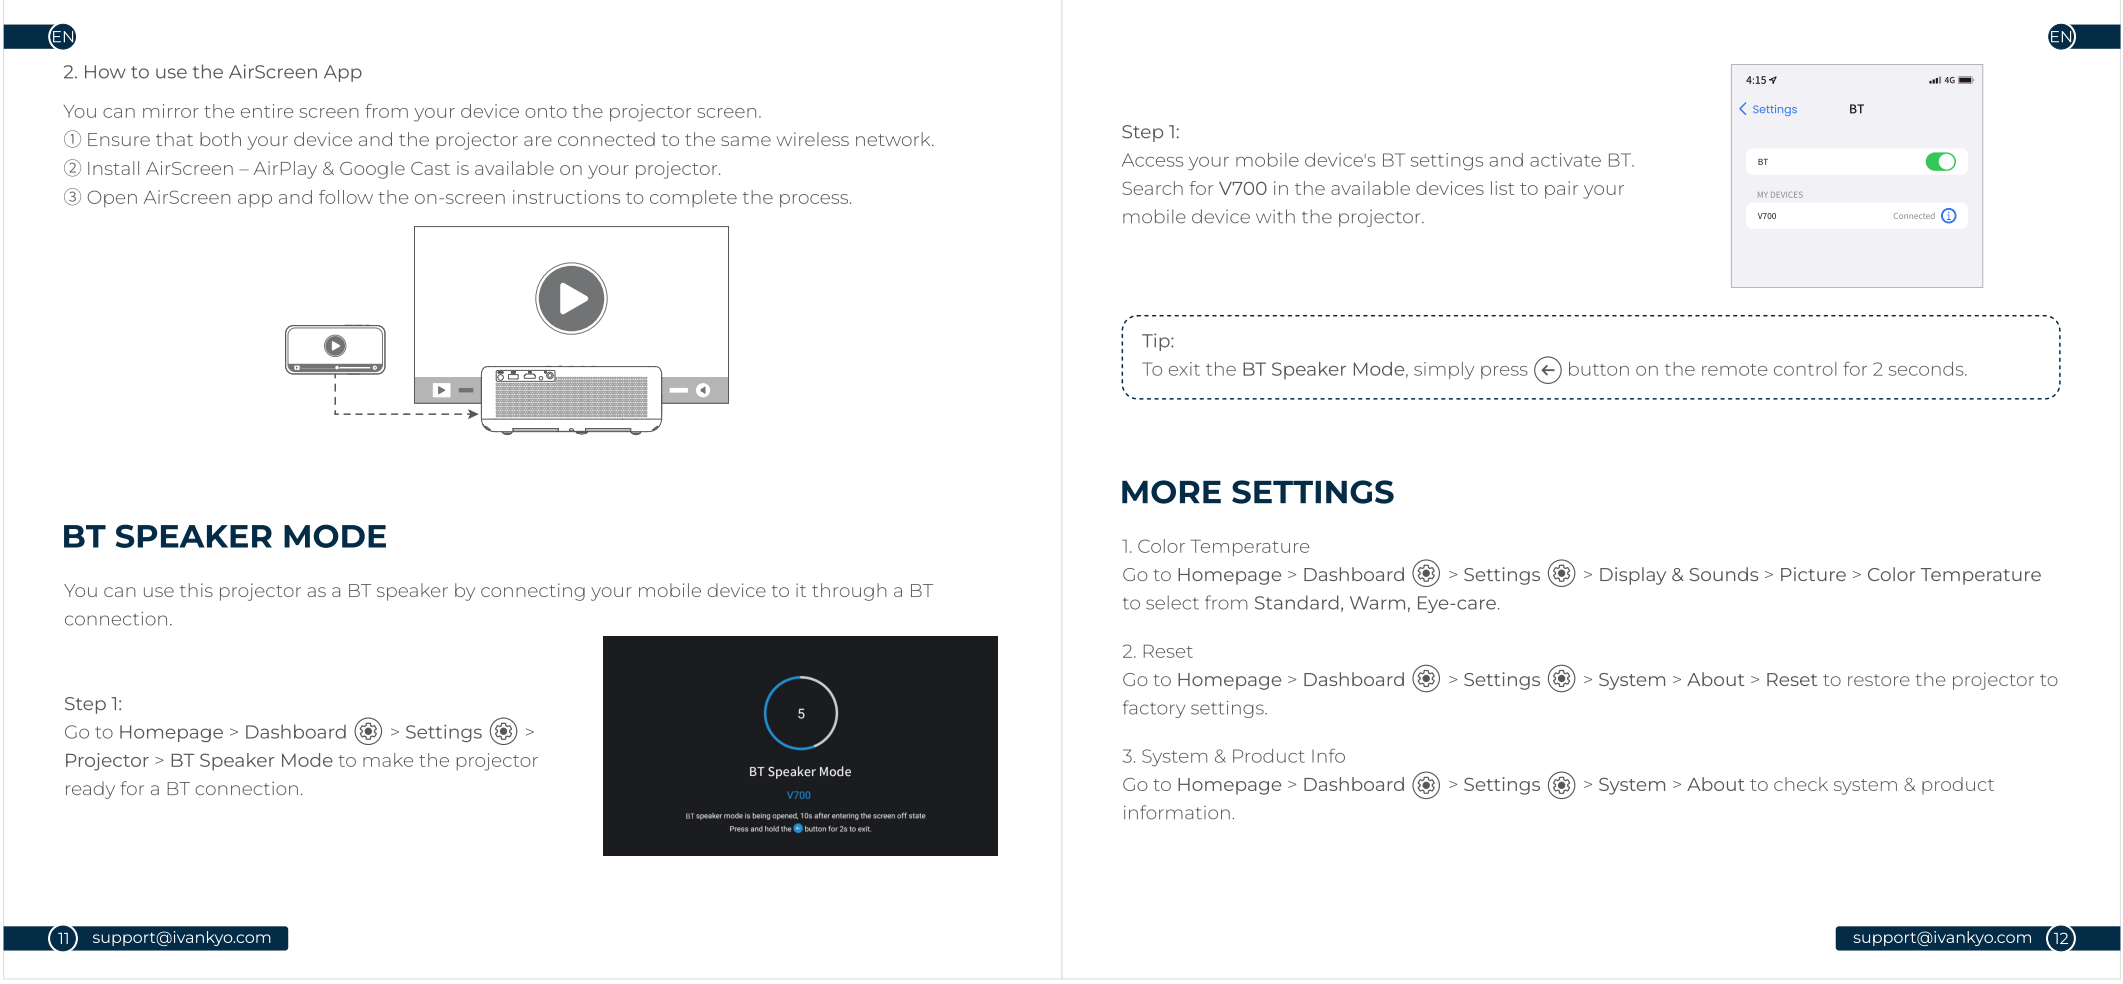 EN
2. How to use the AirScreen App
You can mirror the entire screen from your device onto the projector screen.
① Ensure that both your device and the projector are connected to the same wireless network.
② Install AirScreen – AirPlay & Google Cast is available on your projector.
③ Open AirScreen app and follow the on-screen instructions to complete the process.
BT SPEAKER MODE
You can use this projector as a BT speaker by connecting your mobile device to it through a BT
connection.
Step 1:
Go to Homepage > Dashboard > Settings >
Projector > BT Speaker Mode to make the projector
ready for a BT connection.
5
BT Speaker Mode
V700
BT speaker mode is being opened, 10s after entering the screen off state
Press and hold the button for 2s to exit.
11 support@ivankyo.com
EN
Step 1:
Access your mobile device's BT settings and activate BT.
Search for V700 in the available devices list to pair your
mobile device with the projector.
4:15 4G
Settings BT
BT
MY DEVICES
V700 Connected i
Tip:
To exit the BT Speaker Mode, simply press button on the remote control for 2 seconds.
MORE SETTINGS
1. Color Temperature
Go to Homepage > Dashboard > Settings > Display & Sounds > Picture > Color Temperature
to select from Standard, Warm, Eye-care.
2. Reset
Go to Homepage > Dashboard > Settings > System > About > Reset to restore the projector to
factory settings.
3. System & Product Info
Go to Homepage > Dashboard > Settings > System > About to check system & product
information.
support@ivankyo.com 12